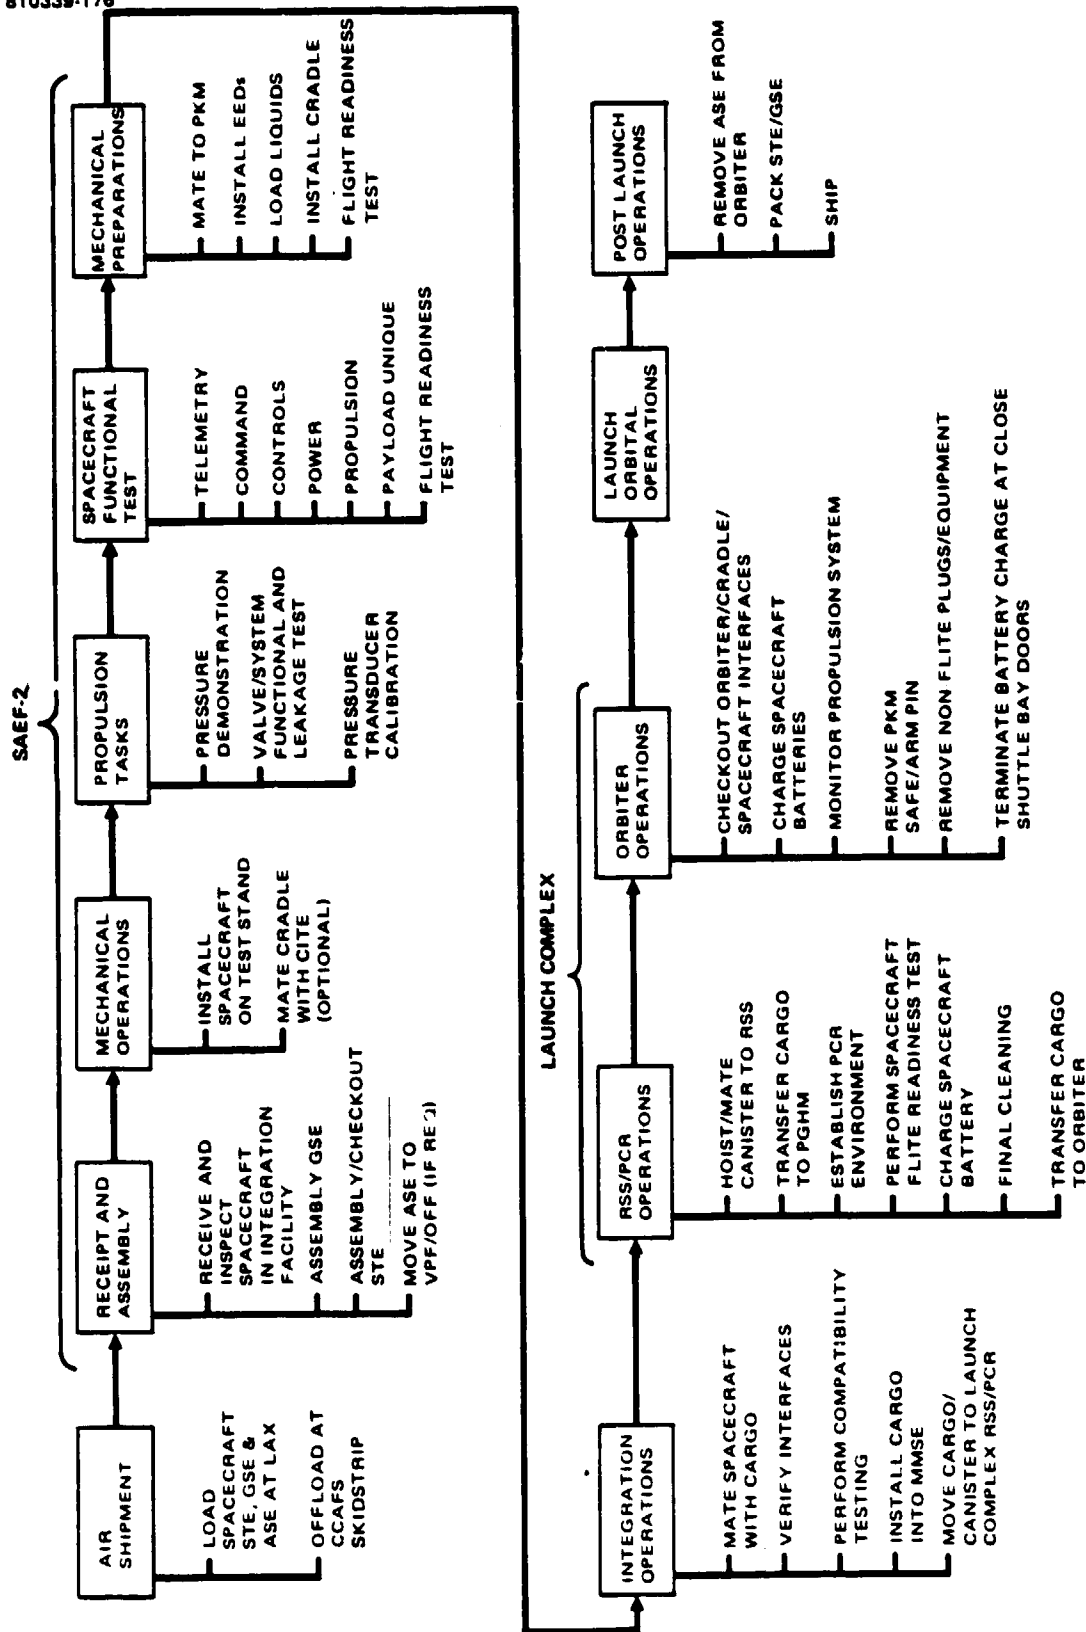 810339-176
SAEF-2
AIR
SHIPMENT
LOAD
SPACECRAFT
STE, GSE &
ASE AT LAX
OFFLOAD AT
CCAFS
SKIDSTRIP
RECEIPT AND
ASSEMBLY
RECEIVE AND
INSPECT
SPACECRAFT
IN INTEGRATION
FACILITY
ASSEMBLY GSE
ASSEMBLY/CHECKOUT
STE
MOVE ASE TO
VPF/OFF (IF REQ)
MECHANICAL
OPERATIONS
INSTALL
SPACECRAFT
ON TEST STAND
MATE CRADLE
WITH CITE
(OPTIONAL)
PROPULSION
TASKS
PRESSURE
DEMONSTRATION
VALVE/SYSTEM
FUNCTIONAL AND
LEAKAGE TEST
PRESSURE
TRANSDUCER
CALIBRATION
SPACECRAFT
FUNCTIONAL
TEST
TELEMETRY
COMMAND
CONTROLS
POWER
PROPULSION
PAYLOAD UNIQUE
FLIGHT READINESS
TEST
MECHANICAL
PREPARATIONS
MATE TO PKM
INSTALL EEDs
LOAD LIQUIDS
INSTALL CRADLE
FLIGHT READINESS
TEST
LAUNCH COMPLEX
INTEGRATION
OPERATIONS
MATE SPACECRAFT
WITH CARGO
VERIFY INTERFACES
PERFORM COMPATIBILITY
TESTING
INSTALL CARGO
INTO MMSE
MOVE CARGO/
CANISTER TO LAUNCH
COMPLEX RSS/PCR
RSS/PCR
OPERATIONS
HOIST/MATE
CANISTER TO RSS
TRANSFER CARGO
TO PGHM
ESTABLISH PCR
ENVIRONMENT
PERFORM SPACECRAFT
FLITE READINESS TEST
CHARGE SPACECRAFT
BATTERY
FINAL CLEANING
TRANSFER CARGO
TO ORBITER
ORBITER
OPERATIONS
CHECKOUT ORBITER/CRADLE/
SPACECRAFT INTERFACES
CHARGE SPACECRAFT
BATTERIES
MONITOR PROPULSION SYSTEM
REMOVE PKM
SAFE/ARM PIN
REMOVE NON FLITE PLUGS/EQUIPMENT
TERMINATE BATTERY CHARGE AT CLOSE
SHUTTLE BAY DOORS
LAUNCH
ORBITAL
OPERATIONS
POST LAUNCH
OPERATIONS
REMOVE ASE FROM
ORBITER
PACK STE/GSE
SHIP